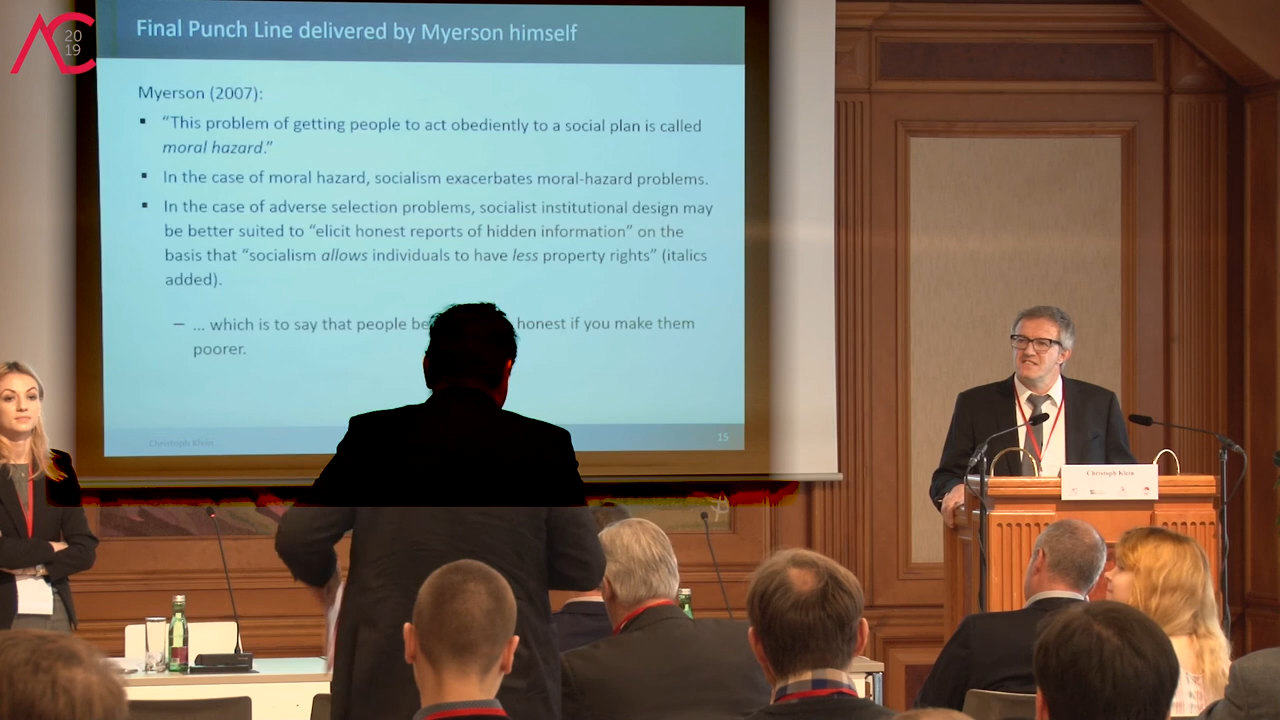 AC 20
19
Final Punch Line delivered by Myerson himself
Myerson (2007):
▪ “This problem of getting people to act obediently to a social plan is called
moral hazard.”
▪ In the case of moral hazard, socialism exacerbates moral-hazard problems.
▪ In the case of adverse selection problems, socialist institutional design may
be better suited to “elicit honest reports of hidden information” on the
basis that “socialism allows individuals to have less property rights” (italics
added).
– ... which is to say that people be honest if you make them
poorer.
Christoph Klein
15
Christoph Klein